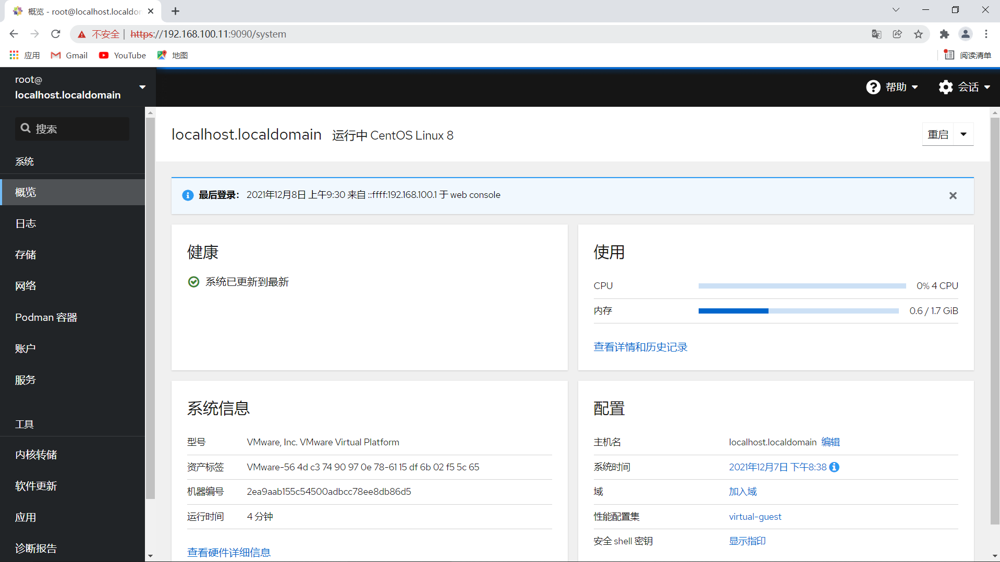 概览 - root@localhost.localdor
不安全 | https://192.168.100.11:9090/system
应用 Gmail YouTube 地图 阅读清单
root@
localhost.localdomain
帮助 会话
搜索
系统
概览
日志
存储
网络
Podman 容器
账户
服务
工具
内核转储
软件更新
应用
诊断报告
localhost.localdomain 运行中 CentOS Linux 8
重启
最后登录： 2021年12月8日 上午9:30 来自 ::ffff:192.168.100.1 于 web console
健康
系统已更新到最新
使用
CPU 0% 4 CPU
内存 0.6 / 1.7 GiB
查看详情和历史记录
系统信息
型号 VMware, Inc. VMware Virtual Platform
资产标签 VMware-56 4d c3 74 90 97 0e 78-61 15 df 6b 02 f5 5c 65
机器编号 2ea9aab155c54500adbcc78ee8db86d5
运行时间 4 分钟
查看硬件详细信息
配置
主机名 localhost.localdomain 编辑
系统时间 2021年12月7日 下午8:38
域 加入域
性能配置集 virtual-guest
安全 shell 密钥 显示指印